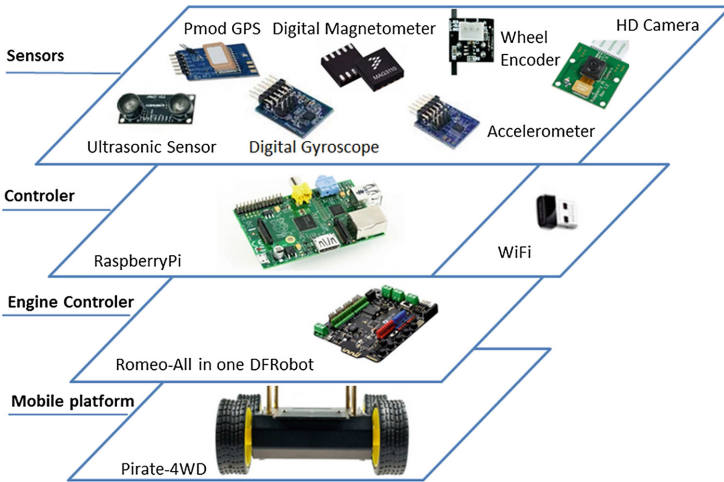 Pmod GPS
Digital Magnetometer
Wheel
Encoder
HD Camera
Sensors
MAG3110
Ultrasonic Sensor
Digital Gyroscope
Accelerometer
Controler
RaspberryPi
WiFi
Engine Controler
Romeo-All in one DFRobot
Mobile platform
Pirate-4WD